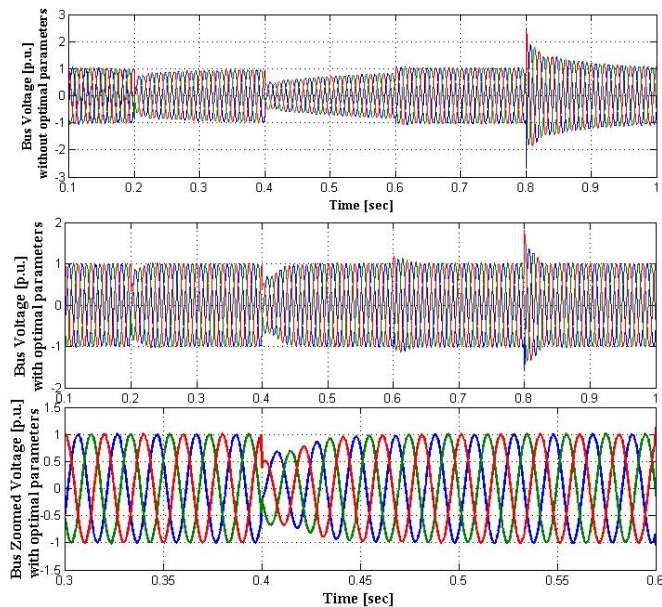 Bus Voltage [p.u.]
without optimal parameters
3
2
1
0
-1
-2
-3
0.1 0.2 0.3 0.4 0.5 0.6 0.7 0.8 0.9 1
Time [sec]
Bus Voltage [p.u.]
with optimal parameters
2
1
0
-1
-2
0.1 0.2 0.3 0.4 0.5 0.6 0.7 0.8 0.9 1
Bus Zoomed Voltage [p.u.]
with optimal parameters
1.5
1
0.5
0
-0.5
-1
-1.5
0.3 0.35 0.4 0.45 0.5 0.55 0.6
Time [sec]